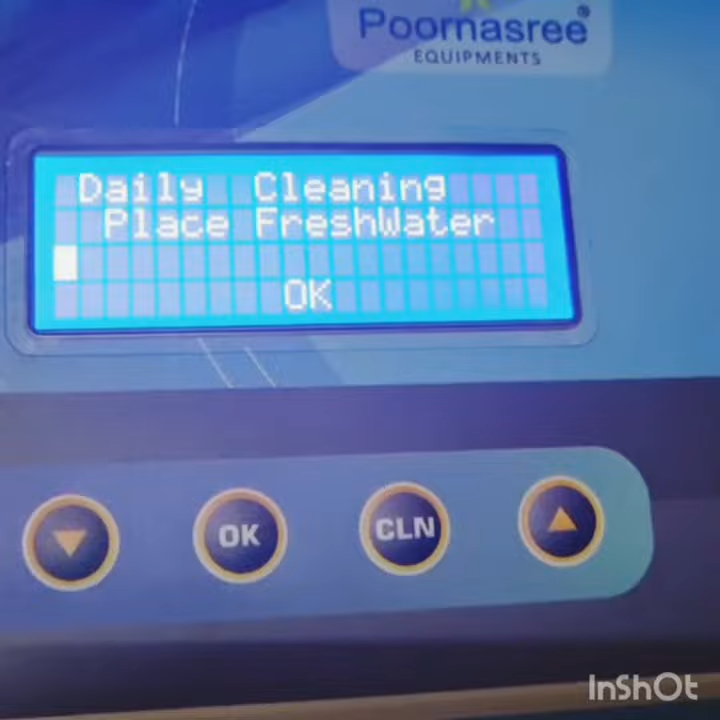 Poornasree®
EQUIPMENTS
Daily Cleaning
Place FreshWater
OK
OK
CLN
InShOt